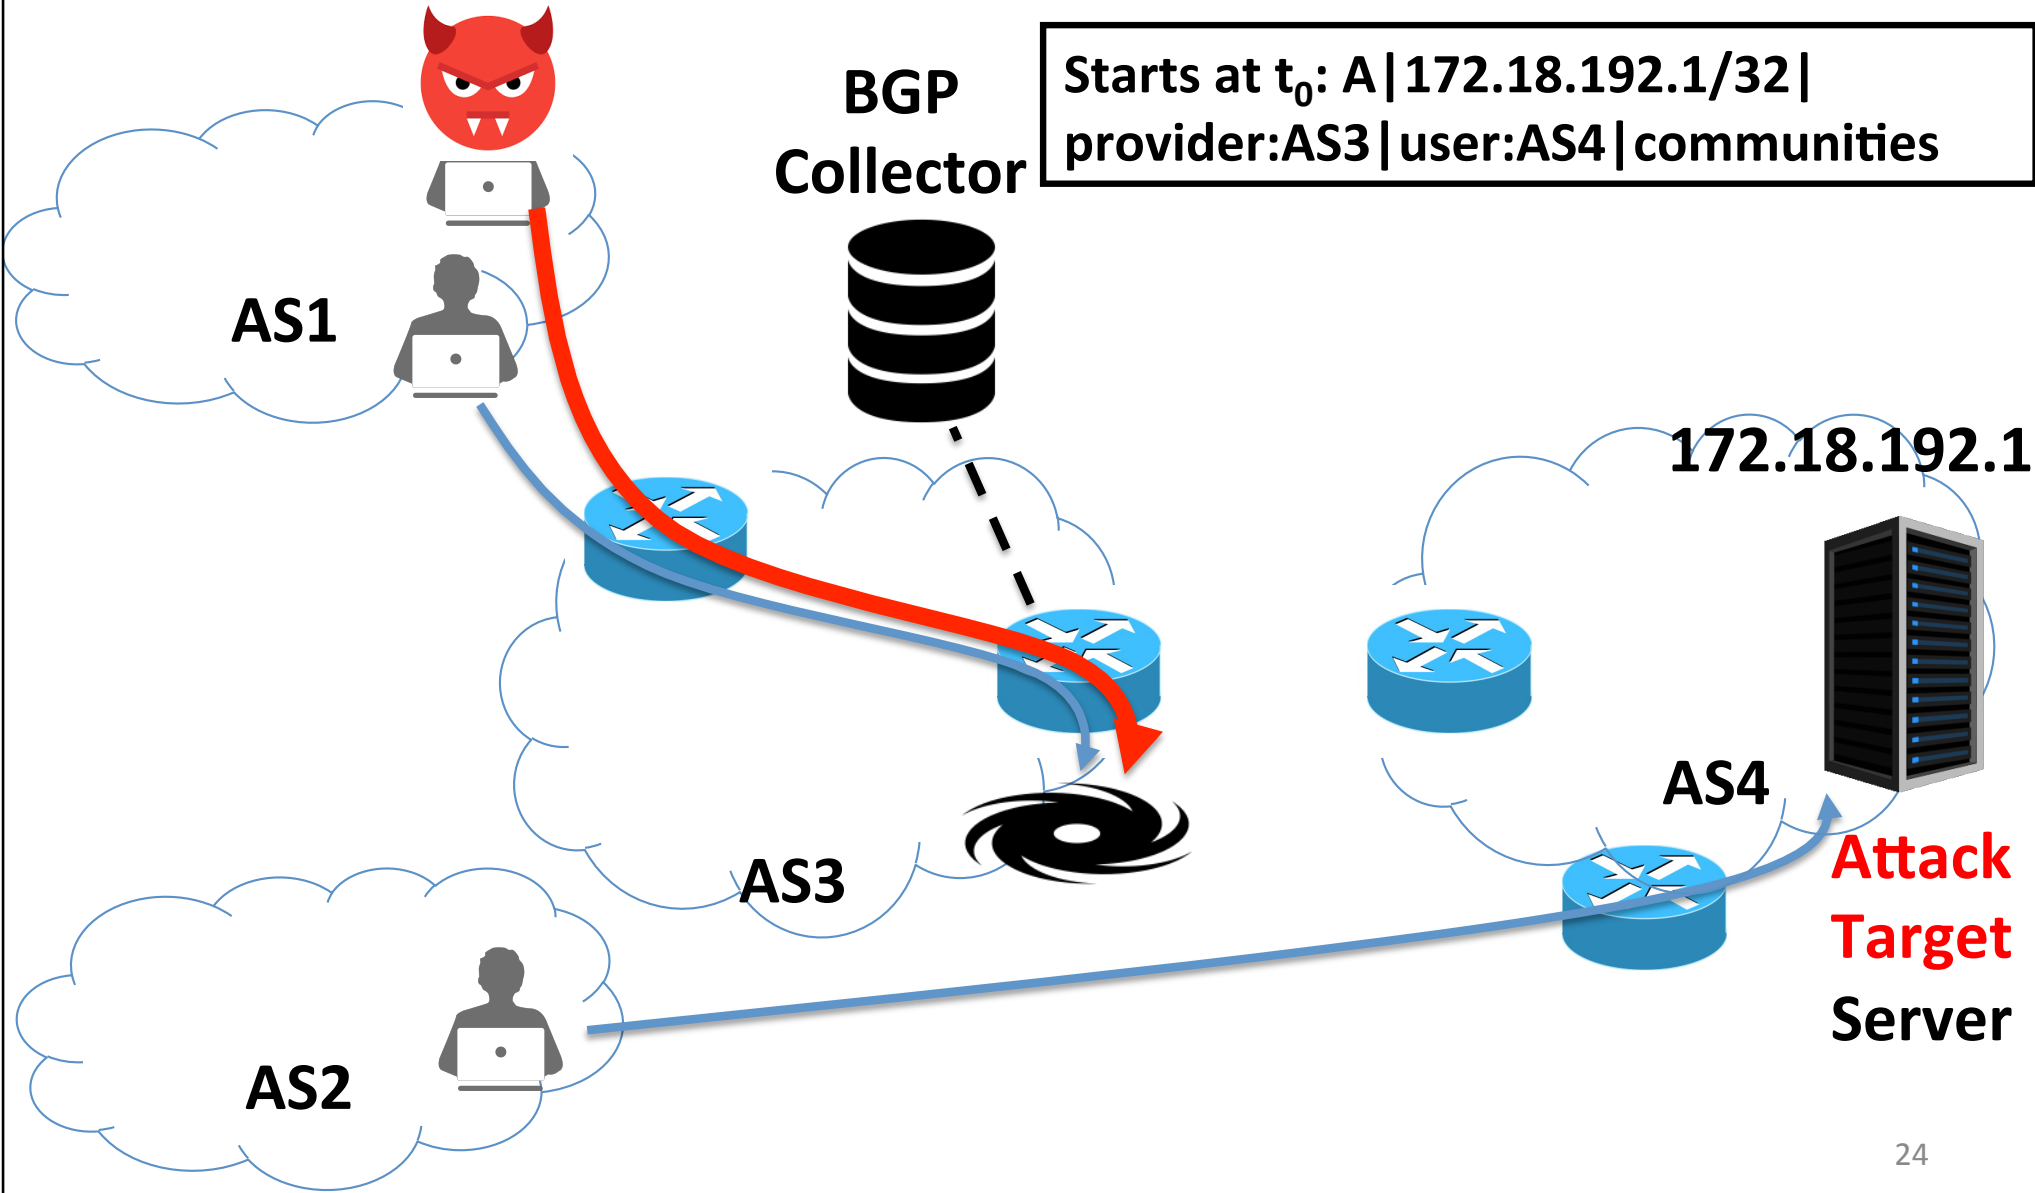 BGP
Collector
Starts at t₀: A|172.18.192.1/32|
provider:AS3|user:AS4|communities
AS1
172.18.192.1
AS4
AS3
Attack
Target
Server
AS2
24